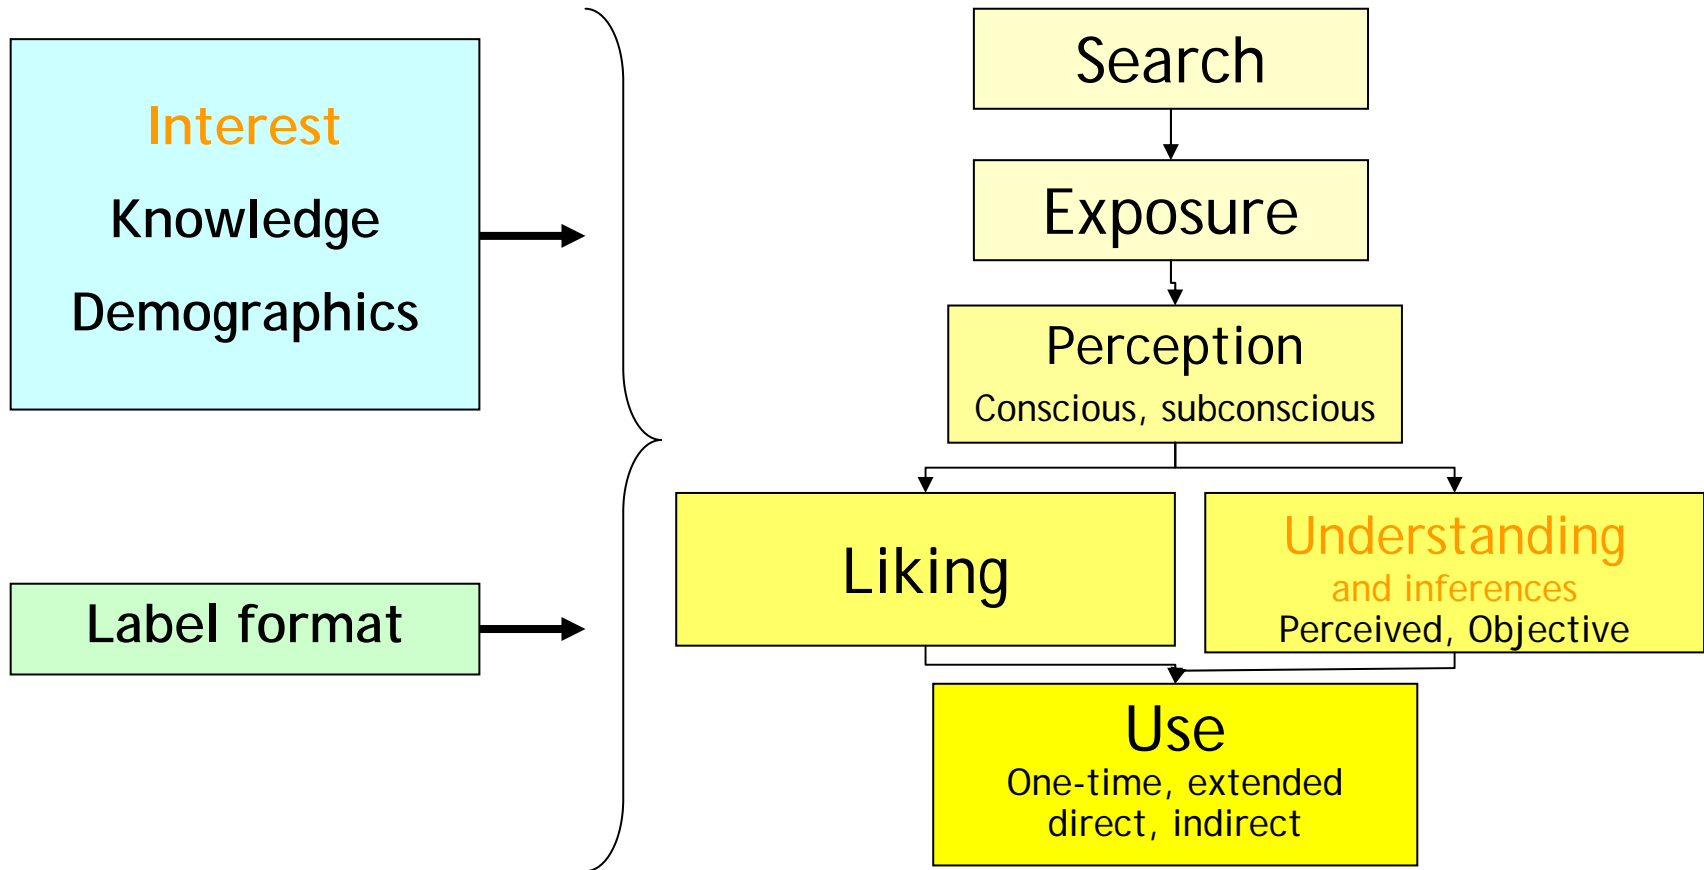 Interest
Knowledge
Demographics
Label format
Search
Exposure
Perception
Conscious, subconscious
Liking
Understanding
and inferences
Perceived, Objective
Use
One-time, extended
direct, indirect